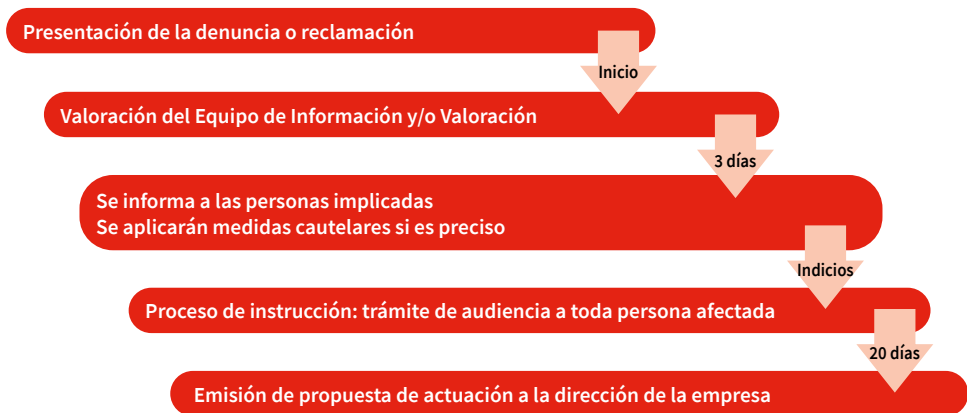 Presentación de la denuncia o reclamación
Inicio
Valoración del Equipo de Información y/o Valoración
3 días
Se informa a las personas implicadas
Se aplicarán medidas cautelares si es preciso
Indicios
Proceso de instrucción: trámite de audiencia a toda persona afectada
20 días
Emisión de propuesta de actuación a la dirección de la empresa